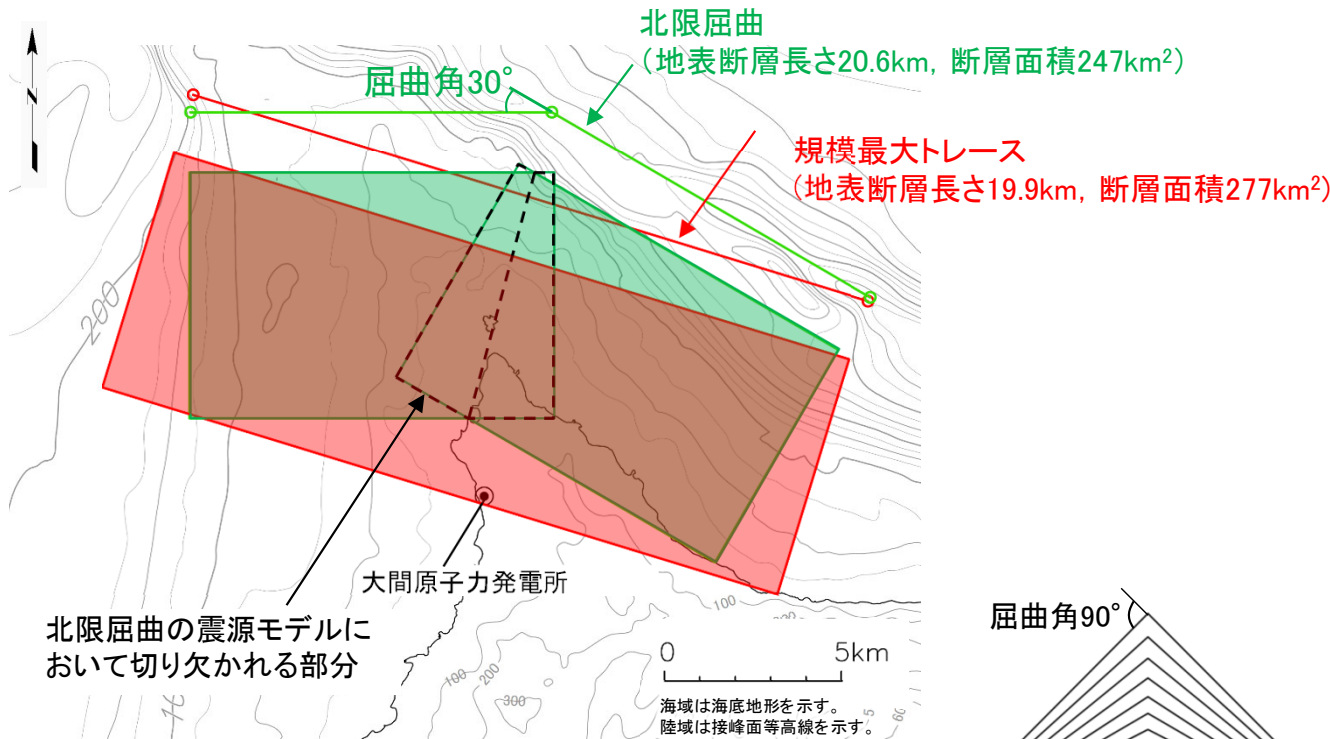 北限屈曲
（地表断層長さ20.6km, 断層面積247km²）
N
屈曲角30°
規模最大トレース
（地表断層長さ19.9km, 断層面積277km²）
200
大間原子力発電所
北限屈曲の震源モデルに
おいて切り欠かれる部分
100
屈曲角90°
0 5km
100
200
300
海域は海底地形を示す。
陸域は接峰面等高線を示す。